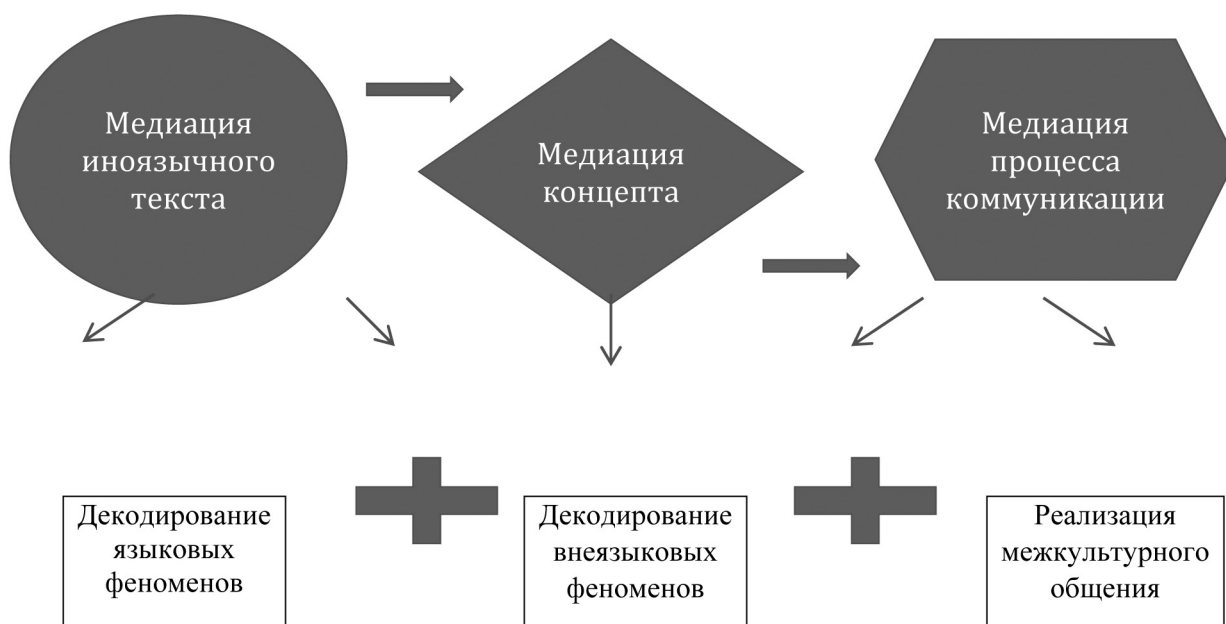 Медиация
иноязычного
текста
Медиация
концепта
Медиация
процесса
коммуникации
Декодирование
языковых
феноменов
Декодирование
внеязыковых
феноменов
Реализация
межкультурного
общения